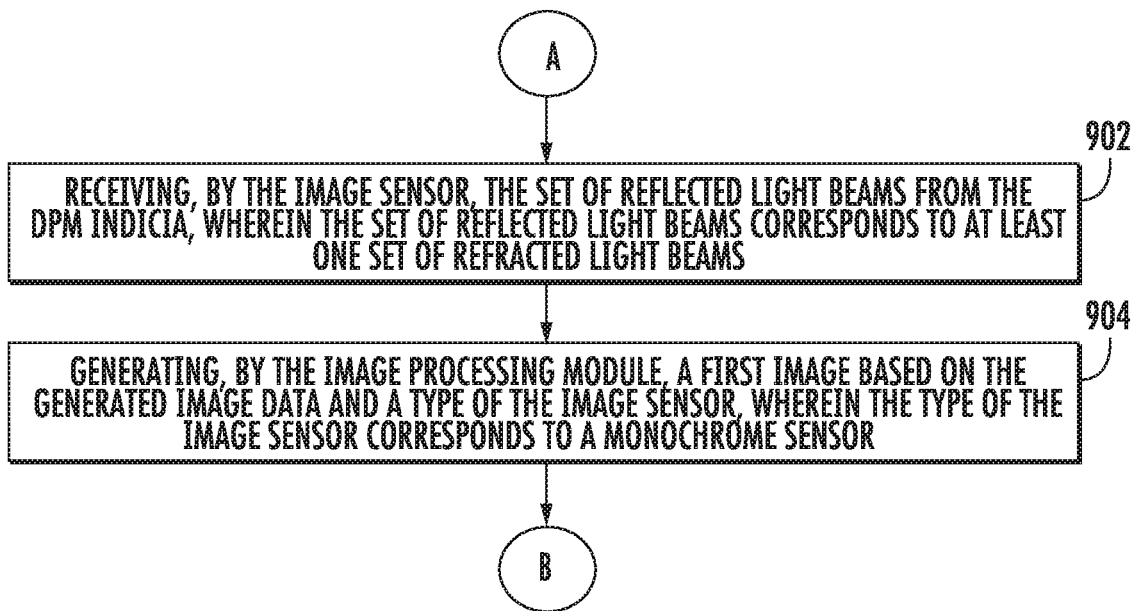 A
902
RECEIVING, BY THE IMAGE SENSOR, THE SET OF REFLECTED LIGHT BEAMS FROM THE
DPM INDICIA, WHEREIN THE SET OF REFLECTED LIGHT BEAMS CORRESPONDS TO AT LEAST
ONE SET OF REFRACTED LIGHT BEAMS
904
GENERATING, BY THE IMAGE PROCESSING MODULE, A FIRST IMAGE BASED ON THE
GENERATED IMAGE DATA AND A TYPE OF THE IMAGE SENSOR, WHEREIN THE TYPE OF THE
IMAGE SENSOR CORRESPONDS TO A MONOCHROME SENSOR
B